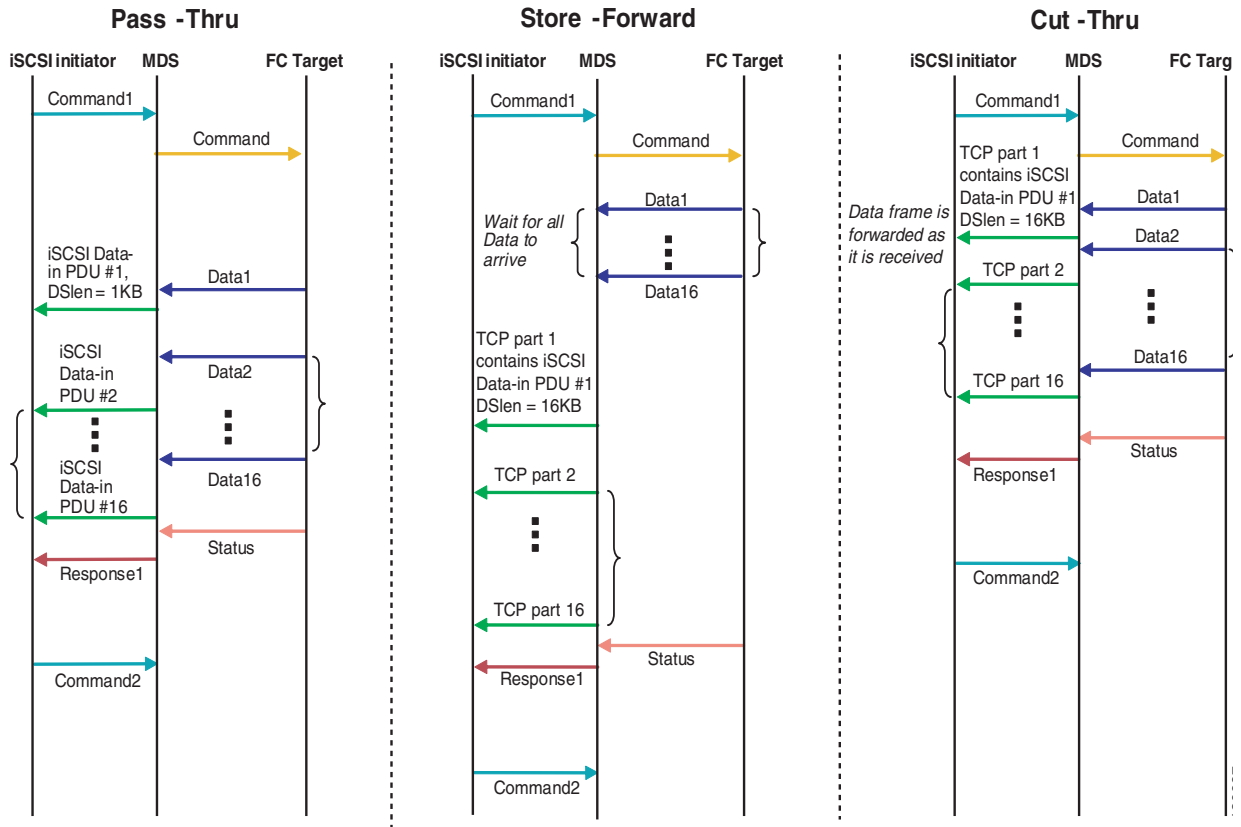 Pass -Thru
iSCSI initiator
MDS
FC Target
Command1
Command
iSCSI Data-
in PDU #1,
DSlen = 1KB
Data1
iSCSI
Data-in
PDU #2
Data2
iSCSI
Data-in
PDU #16
Data16
Status
Response1
Command2
Store -Forward
iSCSI initiator
MDS
FC Target
Command1
Command
Wait for all
Data to
arrive
Data1
Data16
TCP part 1
contains iSCSI
Data-in PDU #1
DSlen = 16KB
TCP part 2
TCP part 16
Status
Response1
Command2
Cut -Thru
iSCSI initiator
MDS
FC Targ
Command1
Command
TCP part 1
contains iSCSI
Data-in PDU #1
DSlen = 16KB
Data frame is
forwarded as
it is received
Data1
Data2
TCP part 2
Data16
TCP part 16
Status
Response1
Command2